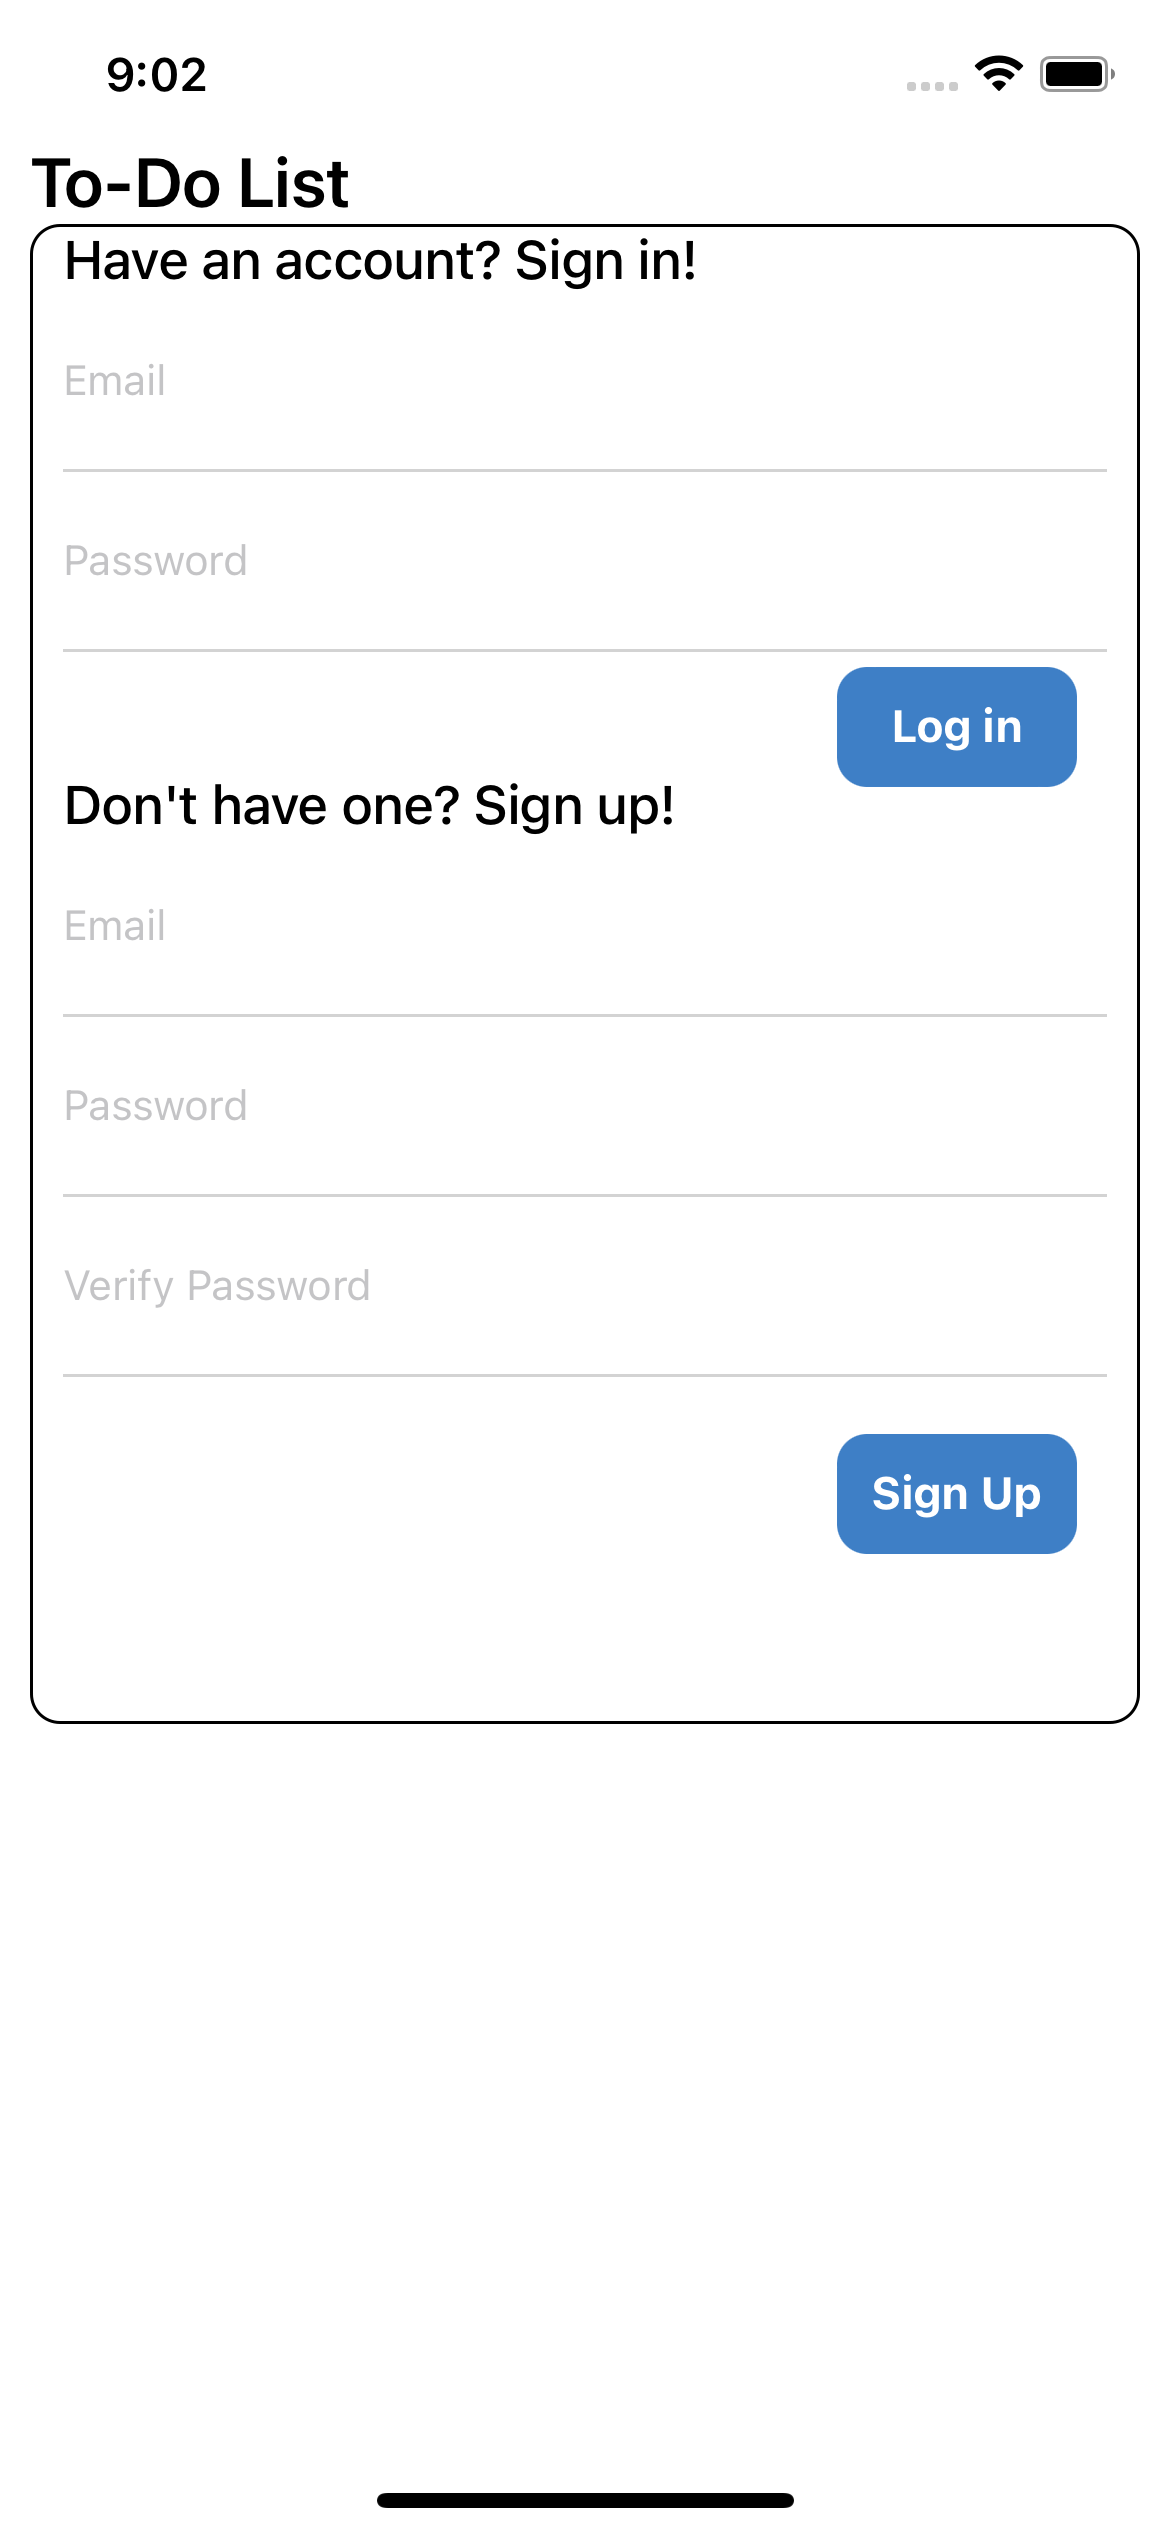 9:02
To-Do List
Have an account? Sign in!
Email
Password
Log in
Don't have one? Sign up!
Email
Password
Verify Password
Sign Up